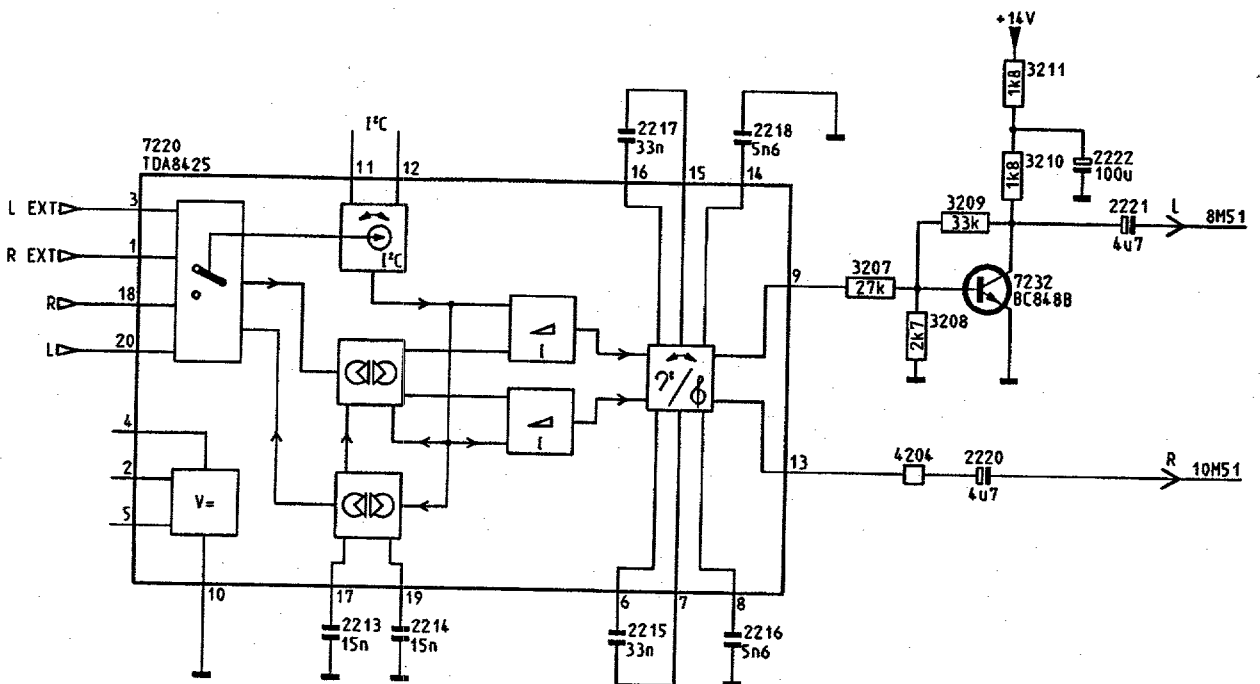 +14V
3211
1k8
3210
1k8
2222
100u
I²C
2217
33n
2218
5n6
7220
TDA8425
11
12
16
15
14
3209
33k
2221
4u7
L
8M51
L EXT
3
R EXT
1
R
18
L
20
I²C
9
3207
27k
7232
BC848B
3208
2k7
4
2
5
V=
13
4204
2220
4u7
R
10M51
10
17
19
6
7
8
2213
15n
2214
15n
2215
33n
2216
5n6